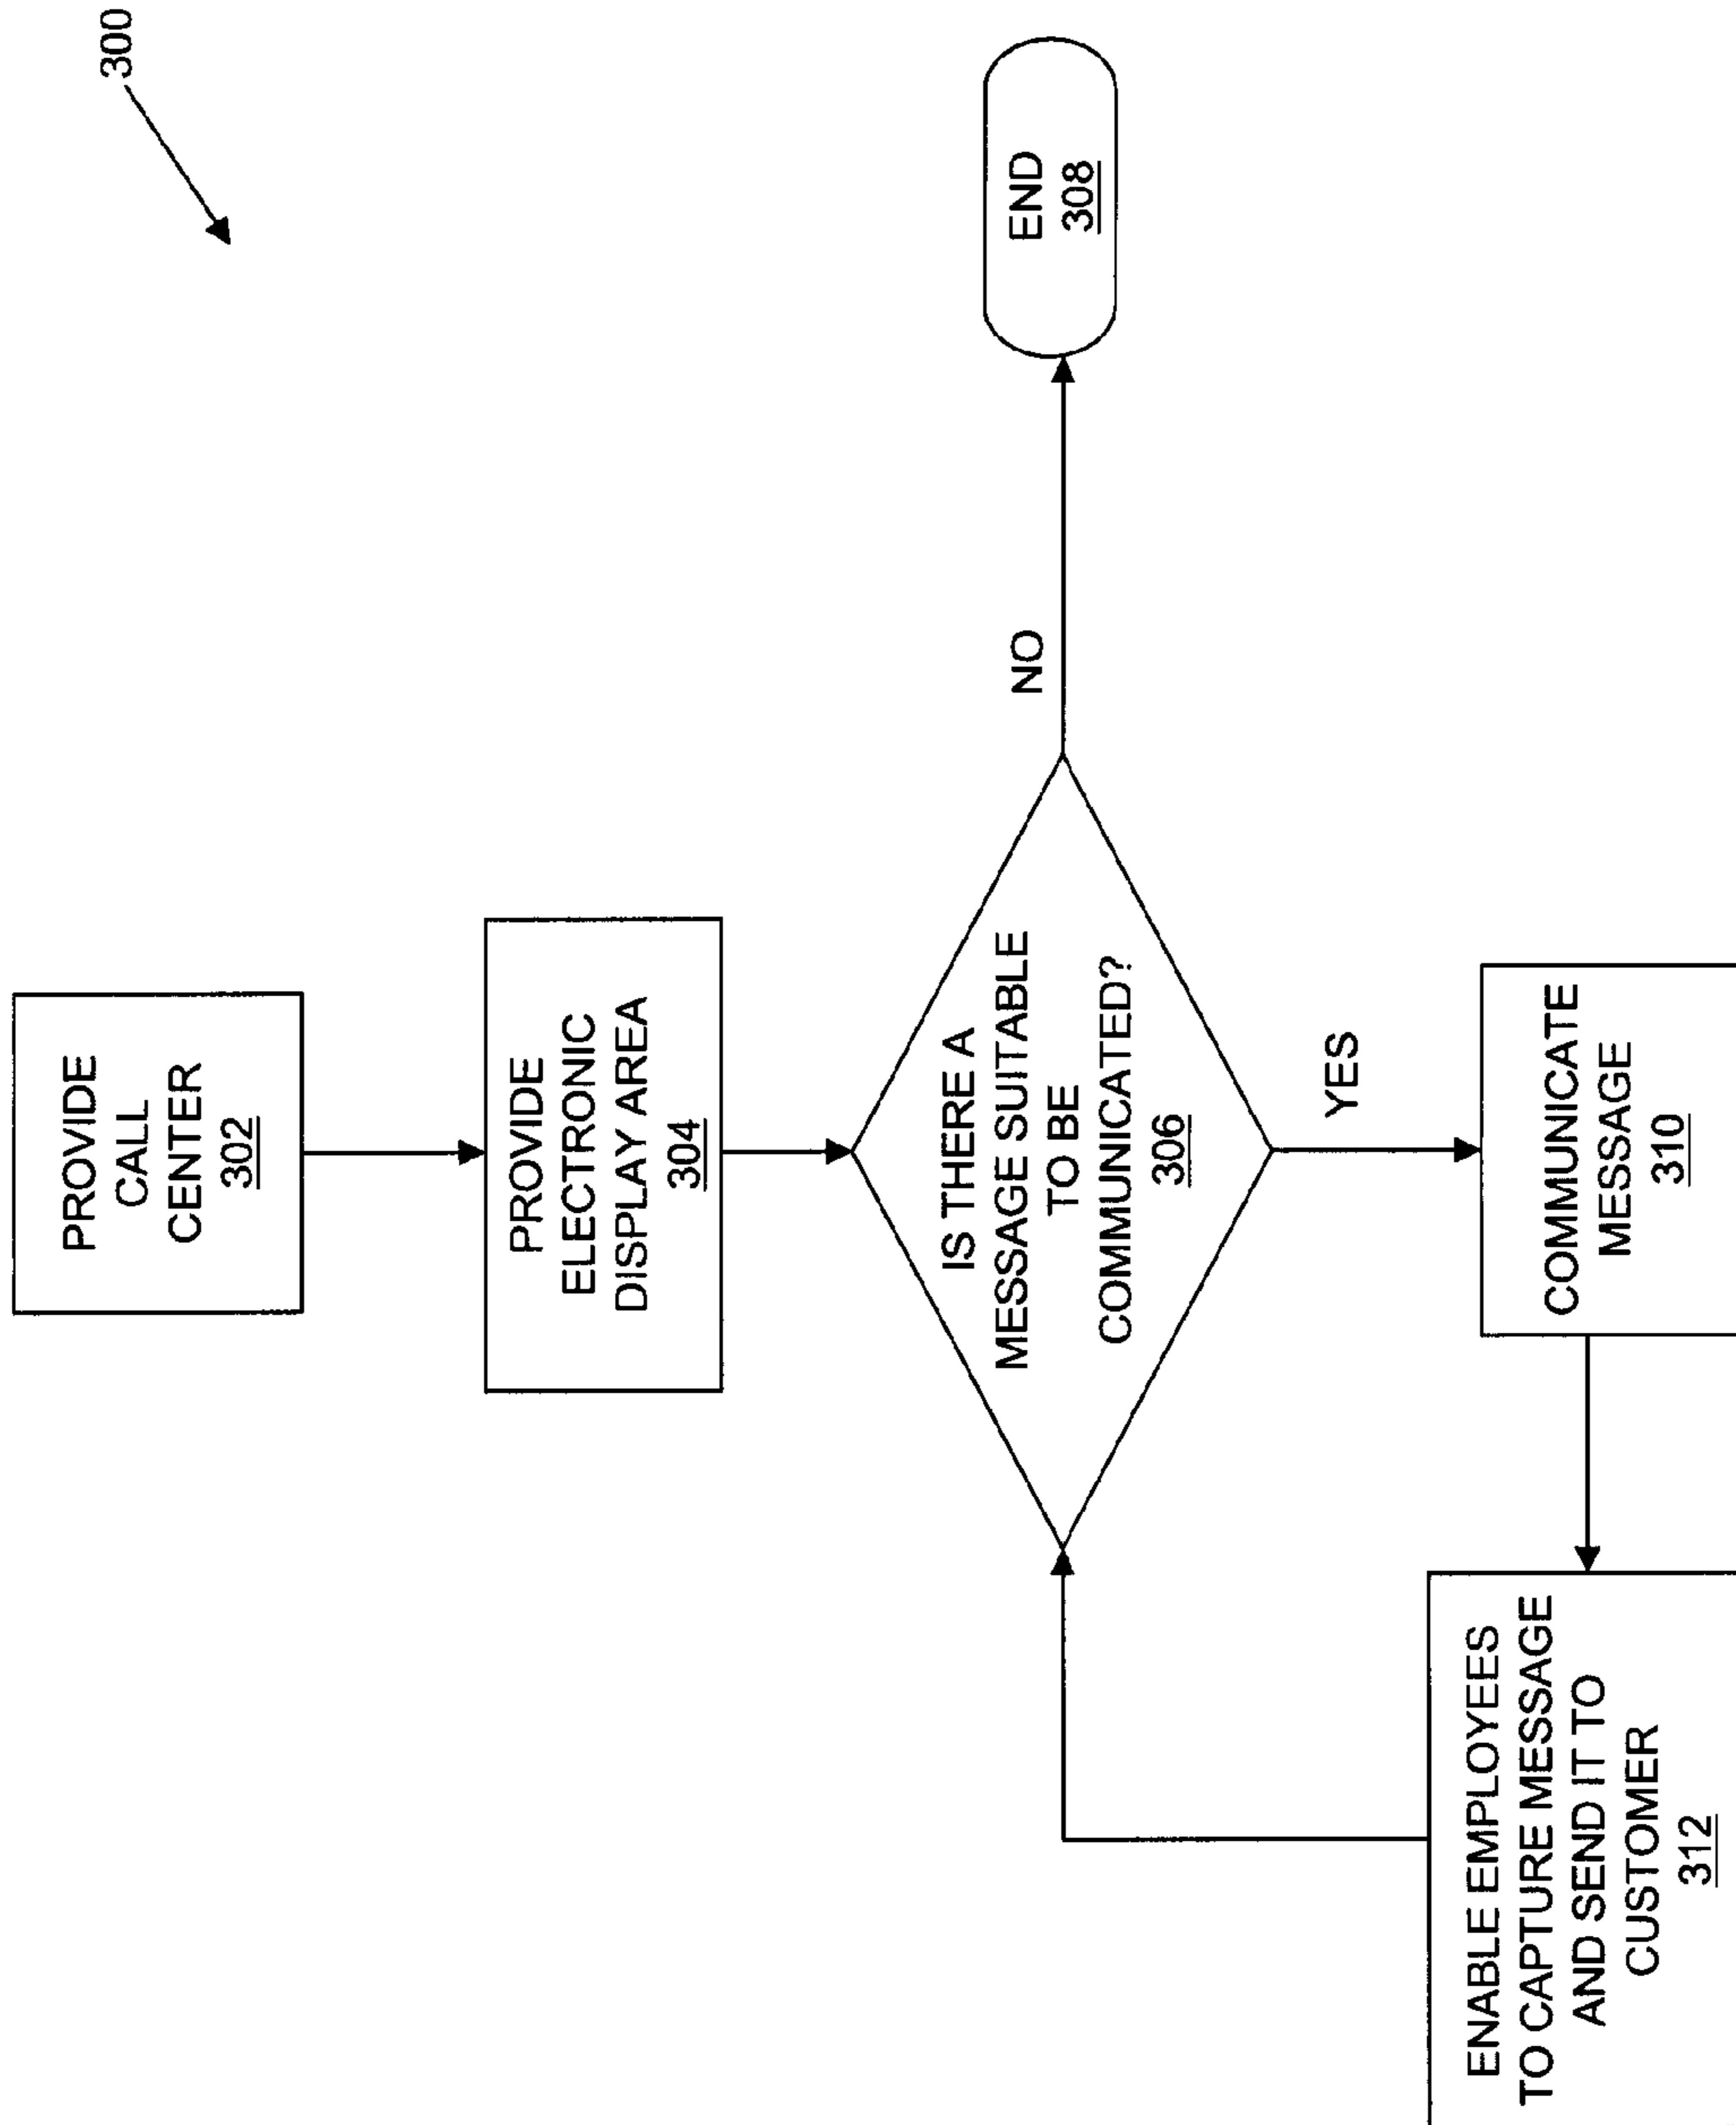 300
PROVIDE
CALL
CENTER
302
PROVIDE
ELECTRONIC
DISPLAY AREA
304
IS THERE A
MESSAGE SUITABLE
TO BE
COMMUNICATED?
306
NO
END
308
YES
COMMUNICATE
MESSAGE
310
ENABLE EMPLOYEES
TO CAPTURE MESSAGE
AND SEND IT TO
CUSTOMER
312